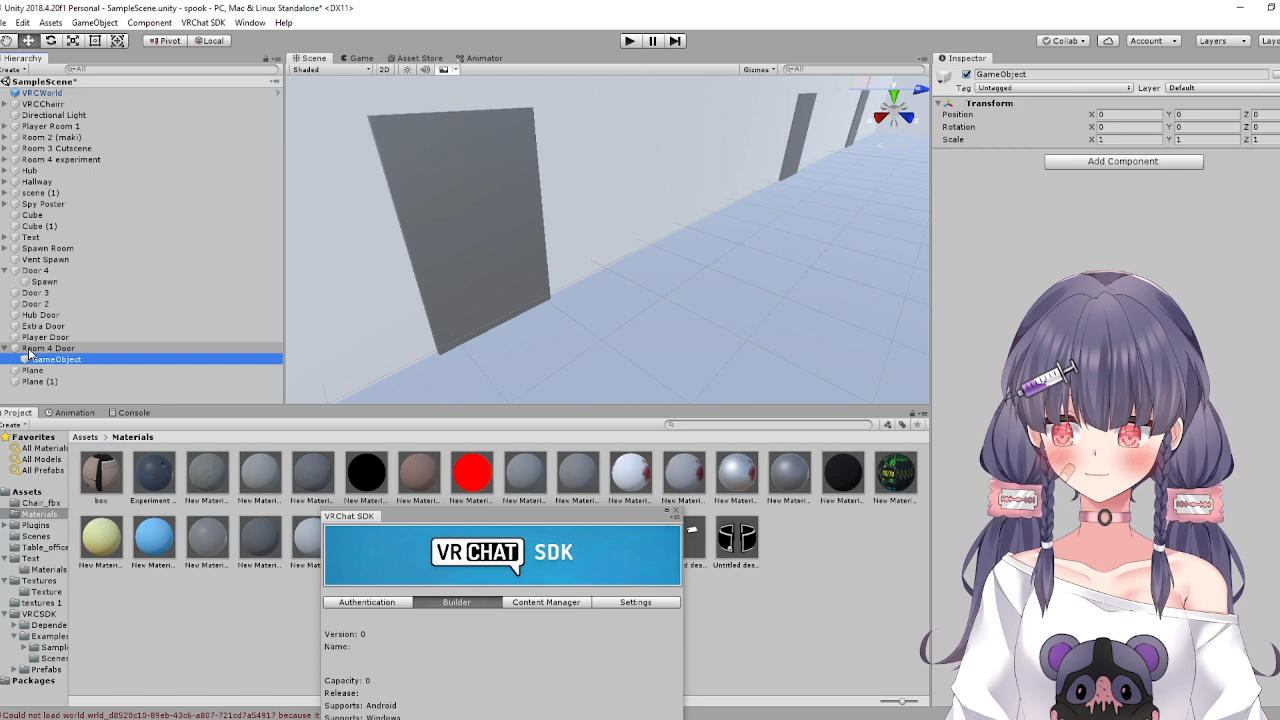 Unity 2018.4.20f1 Personal - SampleScene.unity - spook - PC, Mac & Linux Standalone* <DX11>
Edit Assets GameObject Component VRChat SDK Window Help
Pivot Local
Collab Account Layers
Hierarchy
Scene Game Asset Store Animator
Inspector
Create All
Shaded 2D Gizmos All
GameObject
Tag Untagged Layer Default
Transform
Position X 0 Y 0 Z 0
Rotation X 0 Y 0 Z 0
Scale X 1 Y 1 Z 1
Add Component
SampleScene*
VRCWorld
VRCChairr
Directional Light
Player Room 1
Room 2 (maki)
Room 3 Cutscene
Room 4 experiment
Hub
Hallway
scene (1)
Spy Poster
Cube
Cube (1)
Text
Spawn Room
Vent Spawn
Door 4
Spawn
Door 3
Door 2
Hub Door
Extra Door
Player Door
Room 4 Door
GameObject
Plane
Plane (1)
Project Animation Console
Create
Favorites
All Materials
All Models
All Prefabs
Assets
Chair_fbx
Materials
Plugins
Scenes
Table_office
Text
Materials
Textures
Texture
textures 1
VRCSDK
Depende
Examples
Sampl
Scenes
Prefabs
Packages
Assets Materials
box Experiment ... New Materi... New Materi... New Materi... New Materi... New Materi... New Materi... New Materi... New Materi... New Materi... New Materi... New Materi... New Materi... New Materi... New Materi...
New Materi... New Materi... New Materi... New Materi... New Materi... Untitled des...
VRChat SDK
VRCHAT SDK
Authentication Builder Content Manager Settings
Version: 0
Name:
Capacity: 0
Release:
Supports: Android
Supports: Windows
Could not load world wrld_d8520c10-89eb-43c6-a807-721cd7a54917 because it